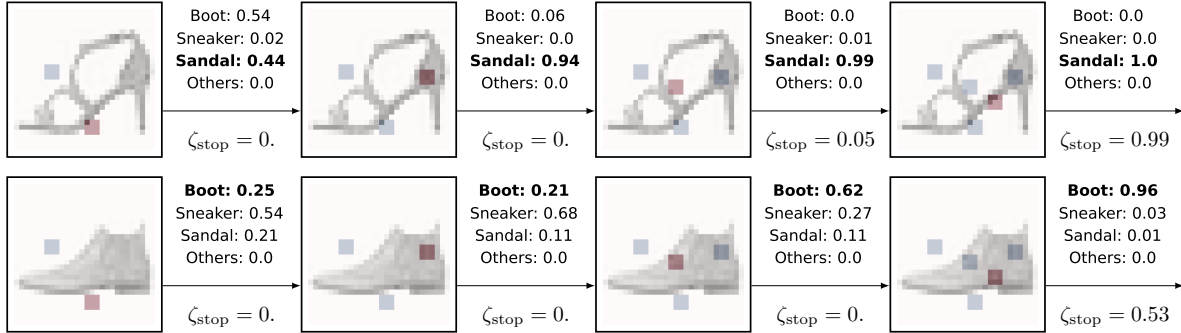 Boot: 0.54
Sneaker: 0.02
Sandal: 0.44
Others: 0.0
ζstop = 0.
Boot: 0.06
Sneaker: 0.0
Sandal: 0.94
Others: 0.0
ζstop = 0.
Boot: 0.0
Sneaker: 0.01
Sandal: 0.99
Others: 0.0
ζstop = 0.05
Boot: 0.0
Sneaker: 0.0
Sandal: 1.0
Others: 0.0
ζstop = 0.99
Boot: 0.25
Sneaker: 0.54
Sandal: 0.21
Others: 0.0
ζstop = 0.
Boot: 0.21
Sneaker: 0.68
Sandal: 0.11
Others: 0.0
ζstop = 0.
Boot: 0.62
Sneaker: 0.27
Sandal: 0.11
Others: 0.0
ζstop = 0.
Boot: 0.96
Sneaker: 0.03
Sandal: 0.01
Others: 0.0
ζstop = 0.53